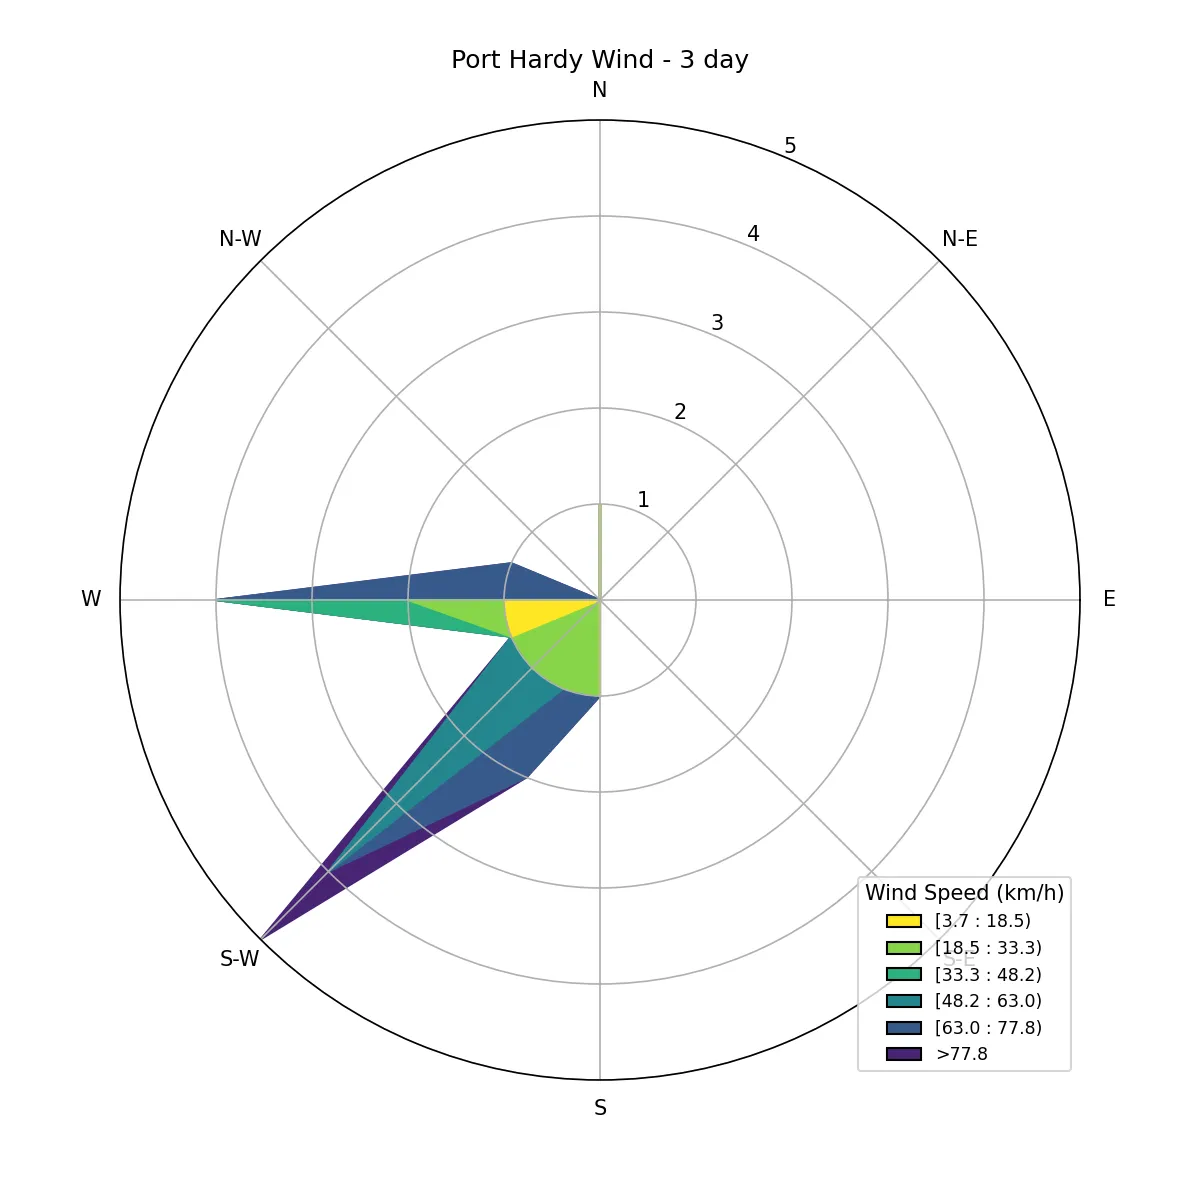 Port Hardy Wind - 3 day
N
5
4
N-W
N-E
3
2
1
W
E
S-W
S-E
S
Wind Speed (km/h)
[3.7 : 18.5)
[18.5 : 33.3)
[33.3 : 48.2)
[48.2 : 63.0)
[63.0 : 77.8)
>77.8